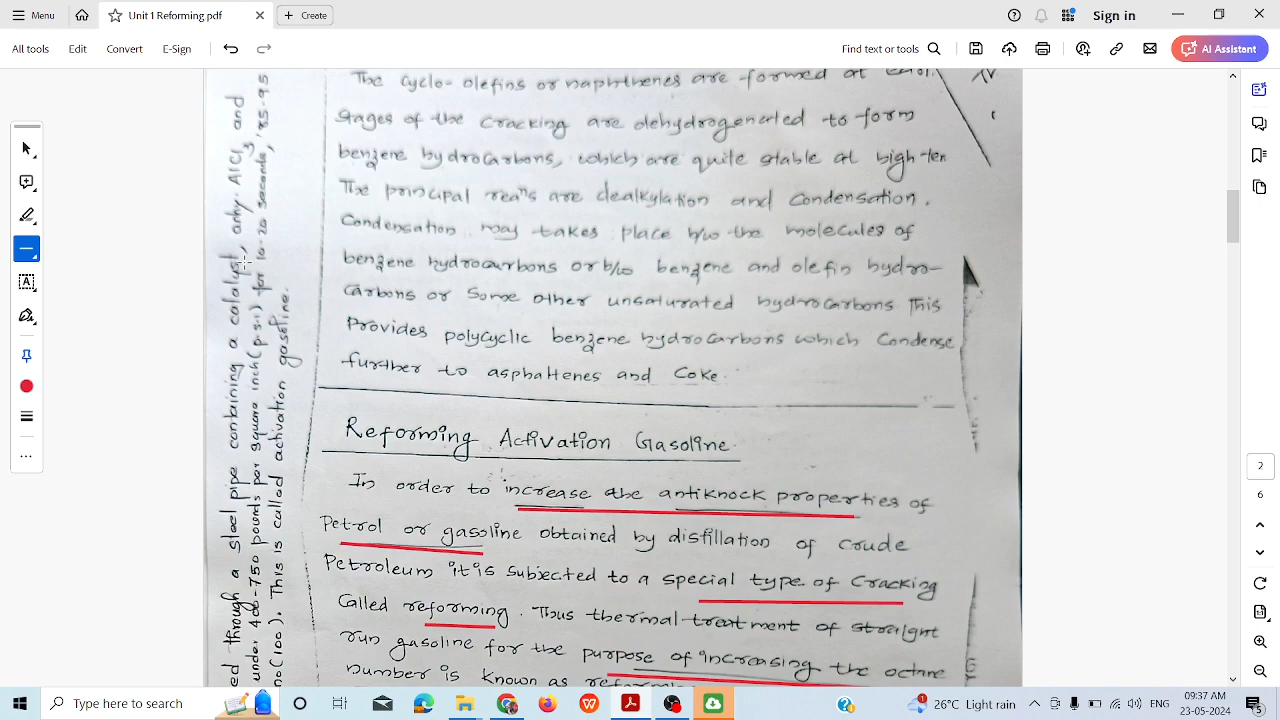 Menu
Unit 1 Reforming.pdf
Create
Sign in
All tools
Edit
Convert
E-Sign
Find text or tools
AI Assistant
The Cyclo-olefins or naphthenes are formed at
stages of the cracking are dehydrogenerted to form
benzene hydrocarbons, which are quite stable at high tem
The principal rea^ns are dealkylation and Condensation.
Condensation may takes place b/w the molecules of
benzene hydrocarbons or b/w benzene and olefin hydro-
carbons or some other unsaturated hydrocarbons This
Provides polycyclic benzene hydrocarbons which Condense
further to asphaltenes and Coke.
Reforming Activation Gasoline.
In order to increase the antiknock properties of
Petrol or gasoline obtained by distillation of crude
Petroleum it is subjected to a special type of Cracking
Called reforming. Thus thermal treatment of straight
run gasoline for the purpose of increasing the octane
number is known as
ed through a steel pipe containing a catalyst, anhy. AlCl3 and
under 400-750 pounds par square inch (p.s.i) for 10-20 seconds, 85-95
no (100). This is called activation gasoline.
2
6
Type here to search
26°C Light rain
ENG
09:37 AM
23-05-2024